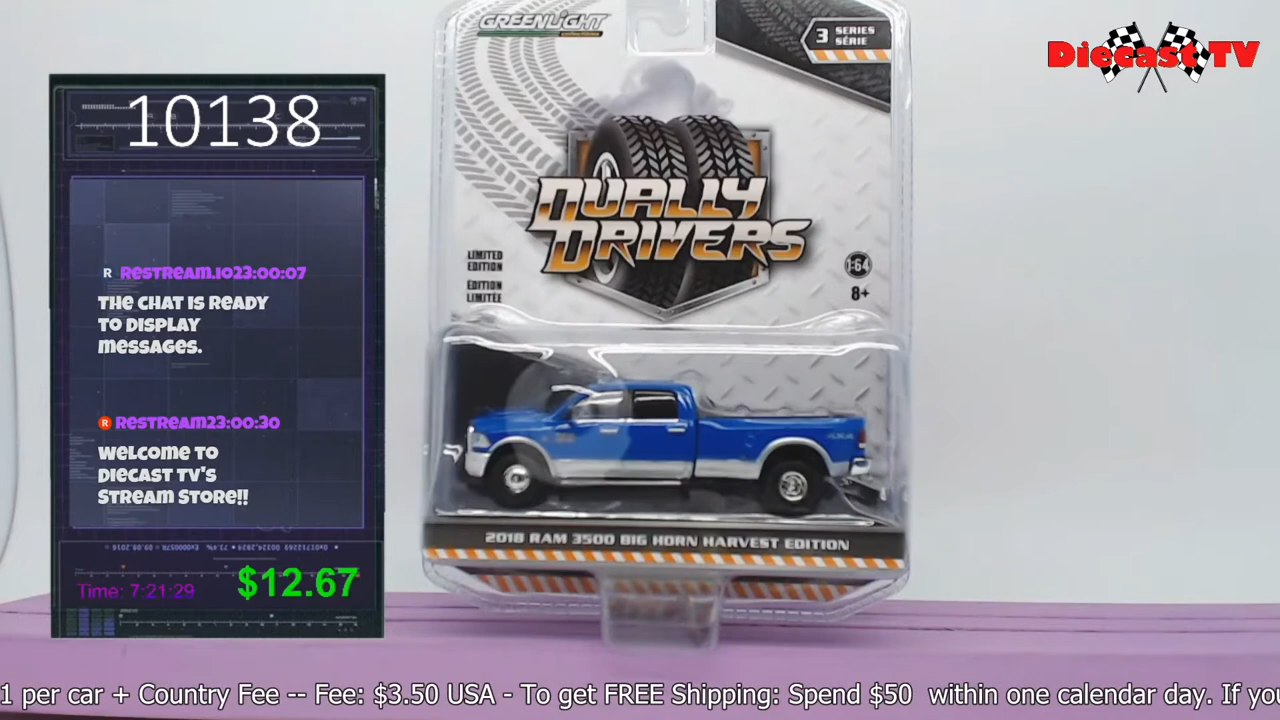 10138
R Restream.io23:00:07
The chat is ready
to display
messages.
R Restream23:00:30
Welcome to
Diecast TV's
Stream Store!!
Time: 7:21:29
$12.67
GREENLIGHT
collectibles
3 SERIES
SÉRIE
DUALLY
DRIVERS
LIMITED
EDITION
ÉDITION
LIMITÉE
1:64
8+
4X4
2018 RAM 3500 BIG HORN HARVEST EDITION
Diecast TV
1 per car + Country Fee -- Fee: $3.50 USA - To get FREE Shipping: Spend $50 within one calendar day. If you